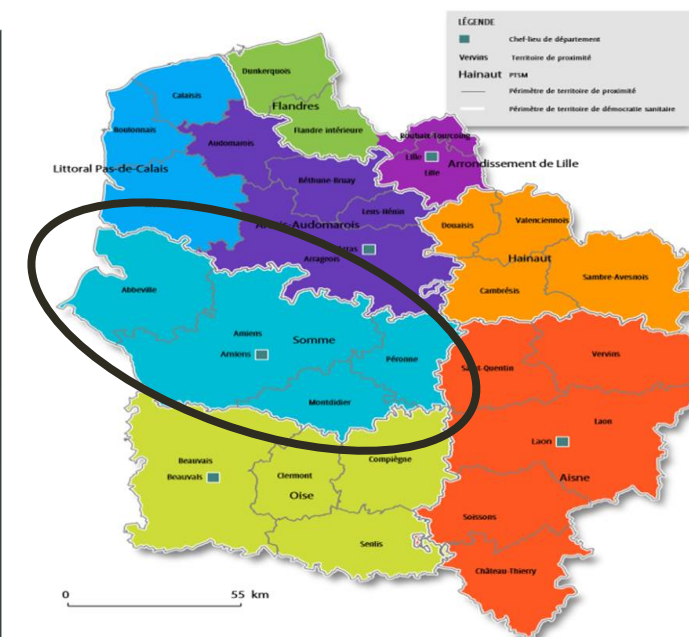 LÉGENDE
Chef-lieu de département
Vervins Territoire de proximité
Hainaut PTSM
Périmètre de territoire de proximité
Périmètre de territoire de démocratie sanitaire
Dunkerquois
Flandres
Flandre intérieure
Calaisis
Boulonnais
Audomarois
Littoral Pas-de-Calais
Roubaix-Tourcoing
Lille
Lille
Arrondissement de Lille
Béthune-Bruay
Lens-Hénin
Artois-Audomarois
Arras
Arrageois
Douaisis
Valenciennois
Hainaut
Cambrésis
Sambre-Avesnois
Abbeville
Amiens
Somme
Amiens
Péronne
Montdidier
Saint-Quentin
Vervins
Laon
Laon
Aisne
Beauvais
Beauvais
Clermont
Compiègne
Oise
Senlis
Soissons
Château-Thierry
0 55 km